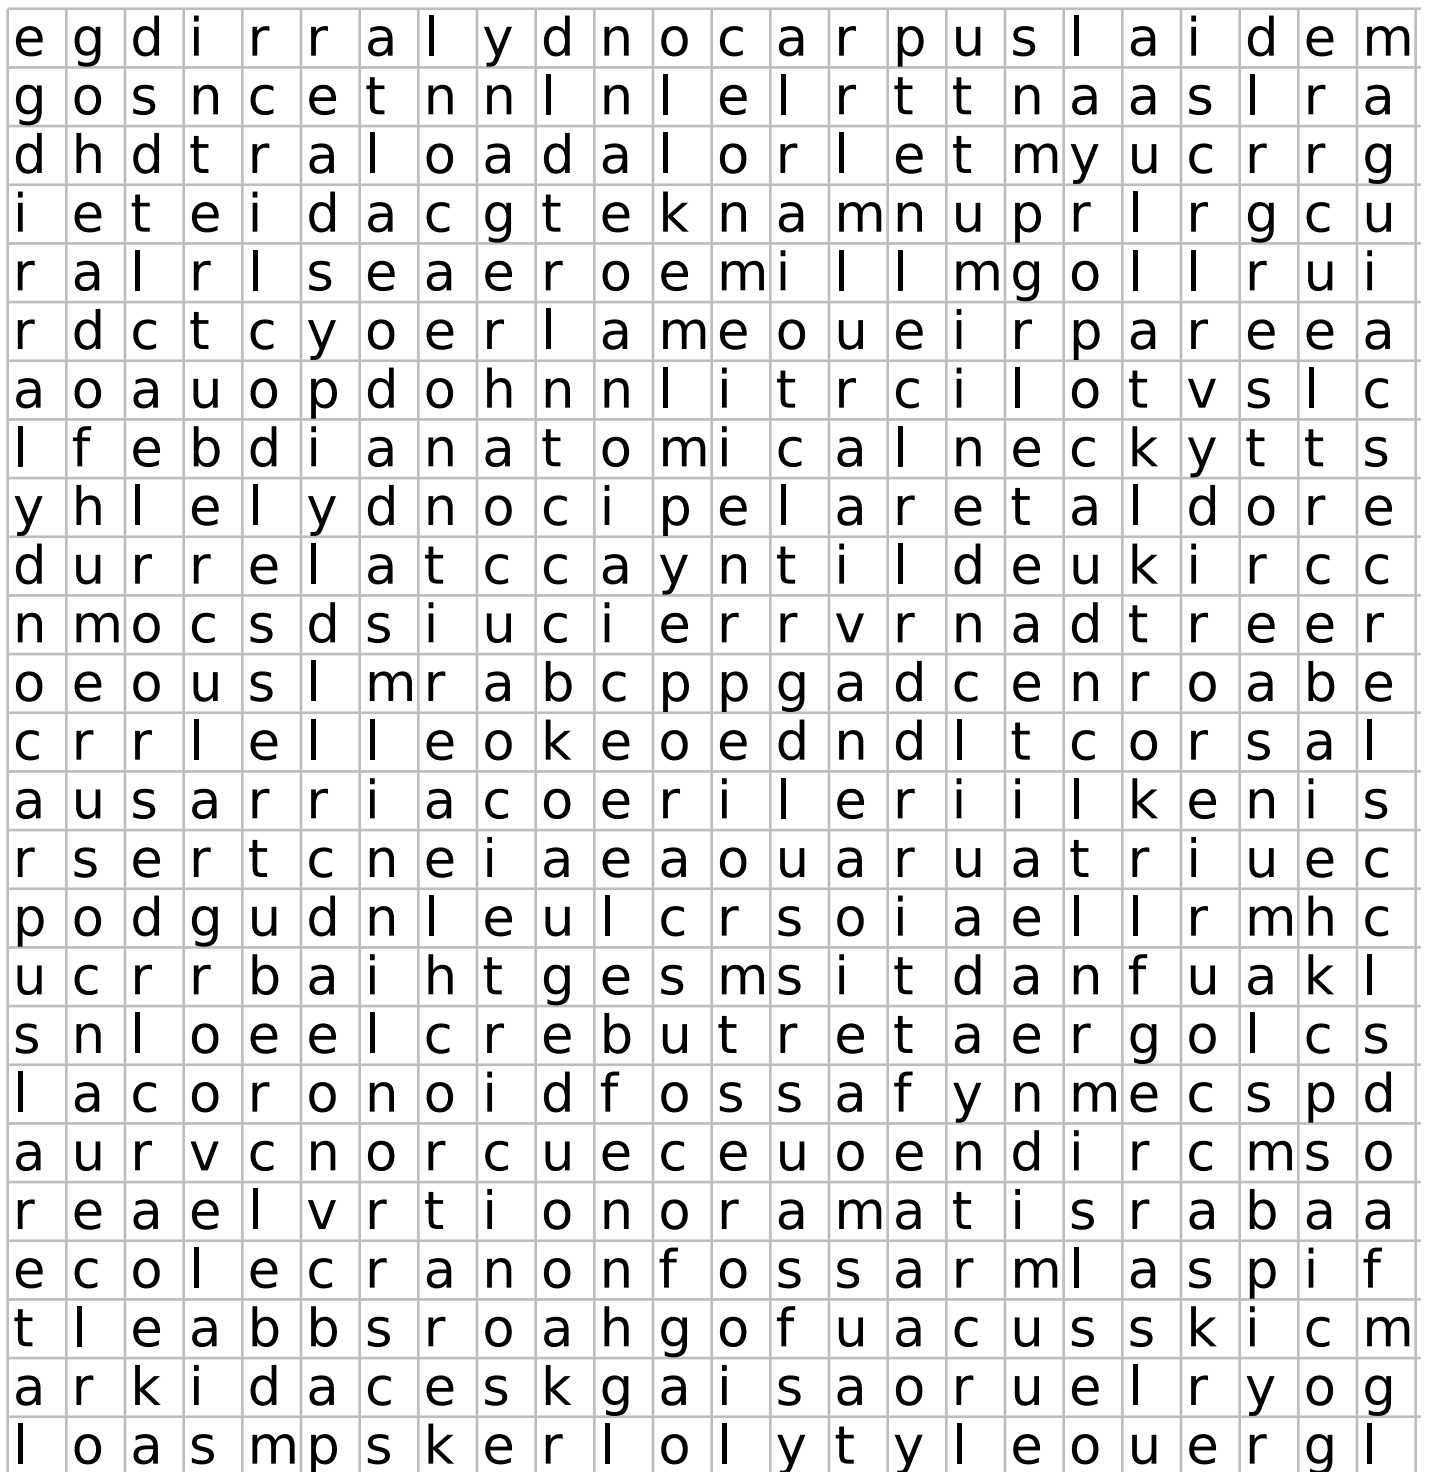 e g d i r r a l y d n o c a r p u s l a i d e m
g o s n c e t n n l n l e l r t t n a a s l r a
d h d t r a l o a d a l o r l e t m y u c r r g
i e t e i d a c g t e k n a m n u p r l r g c u
r a l r l s e a e r o e m i l l m g o l l r u i
r d c t c y o e r l a m e o u e i r p a r e e a
a o a u o p d o h n n l i t r c i l o t v s l c
l f e b d i a n a t o m i c a l n e c k y t t s
y h l e l y d n o c i p e l a r e t a l d o r e
d u r r e l a t c c a y n t i l d e u k i r c c
n m o c s d s i u c i e r r v r n a d t r e e r
o e o u s l m r a b c p p g a d c e n r o a b e
c r r l e l l e o k e o e d n d l t c o r s a l
a u s a r r i a c o e r i l e r i i l k e n i s
r s e r t c n e i a e a o u a r u a t r i u e c
p o d g u d n l e u l c r s o i a e l l r m h c
u c r r b a i h t g e s m s i t d a n f u a k l
s n l o e e l c r e b u t r e t a e r g o l c s
l a c o r o n o i d f o s s a f y n m e c s p d
a u r v c n o r c u e c e u o e n d i r c m s o
r e a e l v r t i o n o r a m a t i s r a b a a
e c o l e c r a n o n f o s s a r m l a s p i f
t l e a b b s r o a h g o f u a c u s s k i c m
a r k i d a c e s k g a i s a o r u e l r y o g
l o a s m p s k e r l o l y t y l e o u e r g l